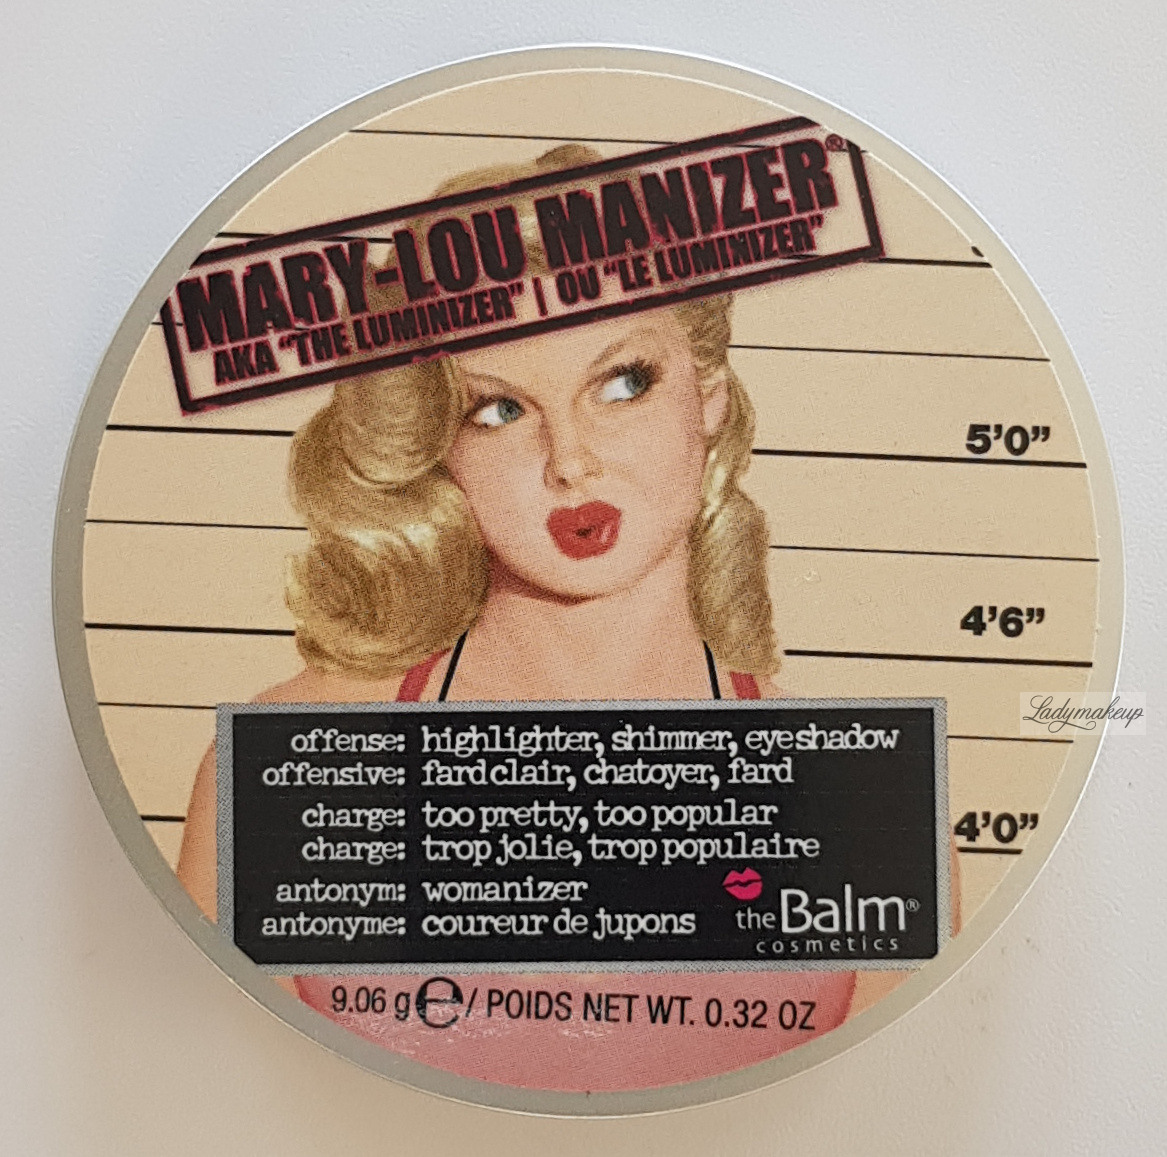 MARY-LOU MANIZER®
AKA "THE LUMINIZER" | OU "LE LUMINIZER"
5'0”
4'6”
Ladymakeup
4'0”
offense: highlighter, shimmer, eyeshadow
offensive: fard clair, chatoyer, fard
charge: too pretty, too popular
charge: trop jolie, trop populaire
antonym: womanizer
antonyme: coureur de jupons
the Balm®
cosmetics
9.06 g ℮ / POIDS NET WT. 0.32 OZ